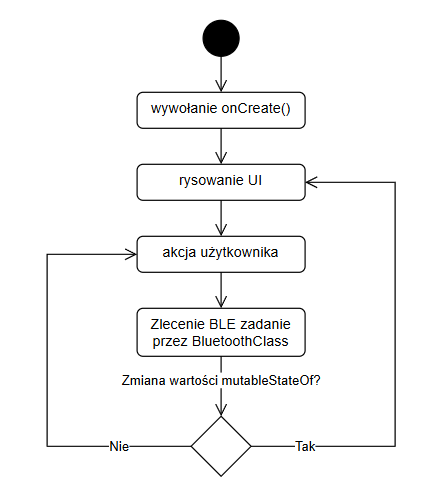 wywołanie onCreate()
rysowanie UI
akcja użytkownika
Zlecenie BLE zadanie
przez BluetoothClass
Zmiana wartości mutableStateOf?
Nie
Tak